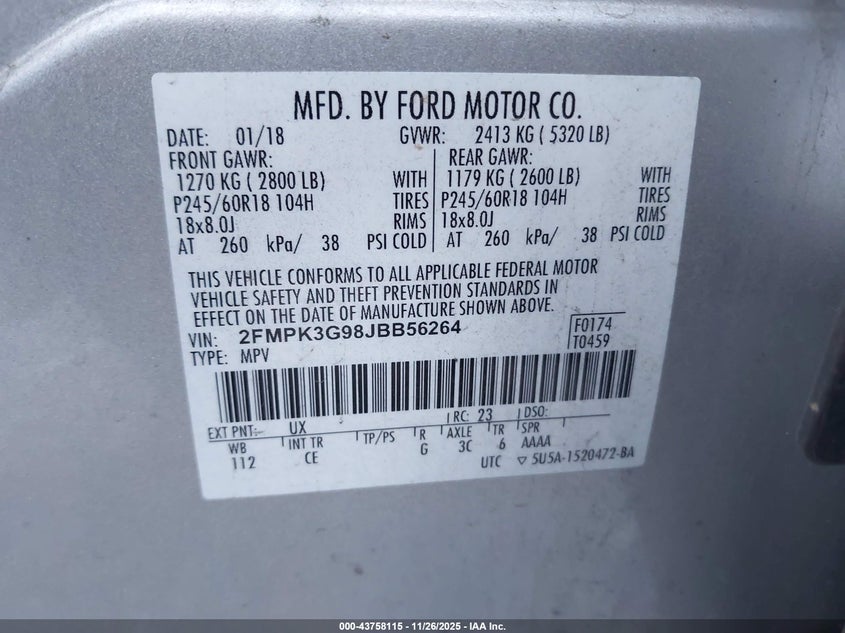 MFD. BY FORD MOTOR CO.
DATE: 01/18 GVWR: 2413 KG ( 5320 LB)
FRONT GAWR: REAR GAWR:
1270 KG ( 2800 LB) WITH 1179 KG ( 2600 LB) WITH
P245/60R18 104H TIRES P245/60R18 104H TIRES
18x8.0J RIMS 18x8.0J RIMS
AT 260 kPa/ 38 PSI COLD AT 260 kPa/ 38 PSI COLD
THIS VEHICLE CONFORMS TO ALL APPLICABLE FEDERAL MOTOR
VEHICLE SAFETY AND THEFT PREVENTION STANDARDS IN
EFFECT ON THE DATE OF MANUFACTURE SHOWN ABOVE.
VIN: 2FMPK3G98JBB56264 F0174
TYPE: MPV T0459
EXT PNT: UX RC: 23 DSO:
WB INT TR TP/PS R AXLE TR SPR
112 CE G 3C 6 AAAA
UTC ▽ 5U5A-1520472-BA
000-43758115 - 11/26/2025 - IAA Inc.